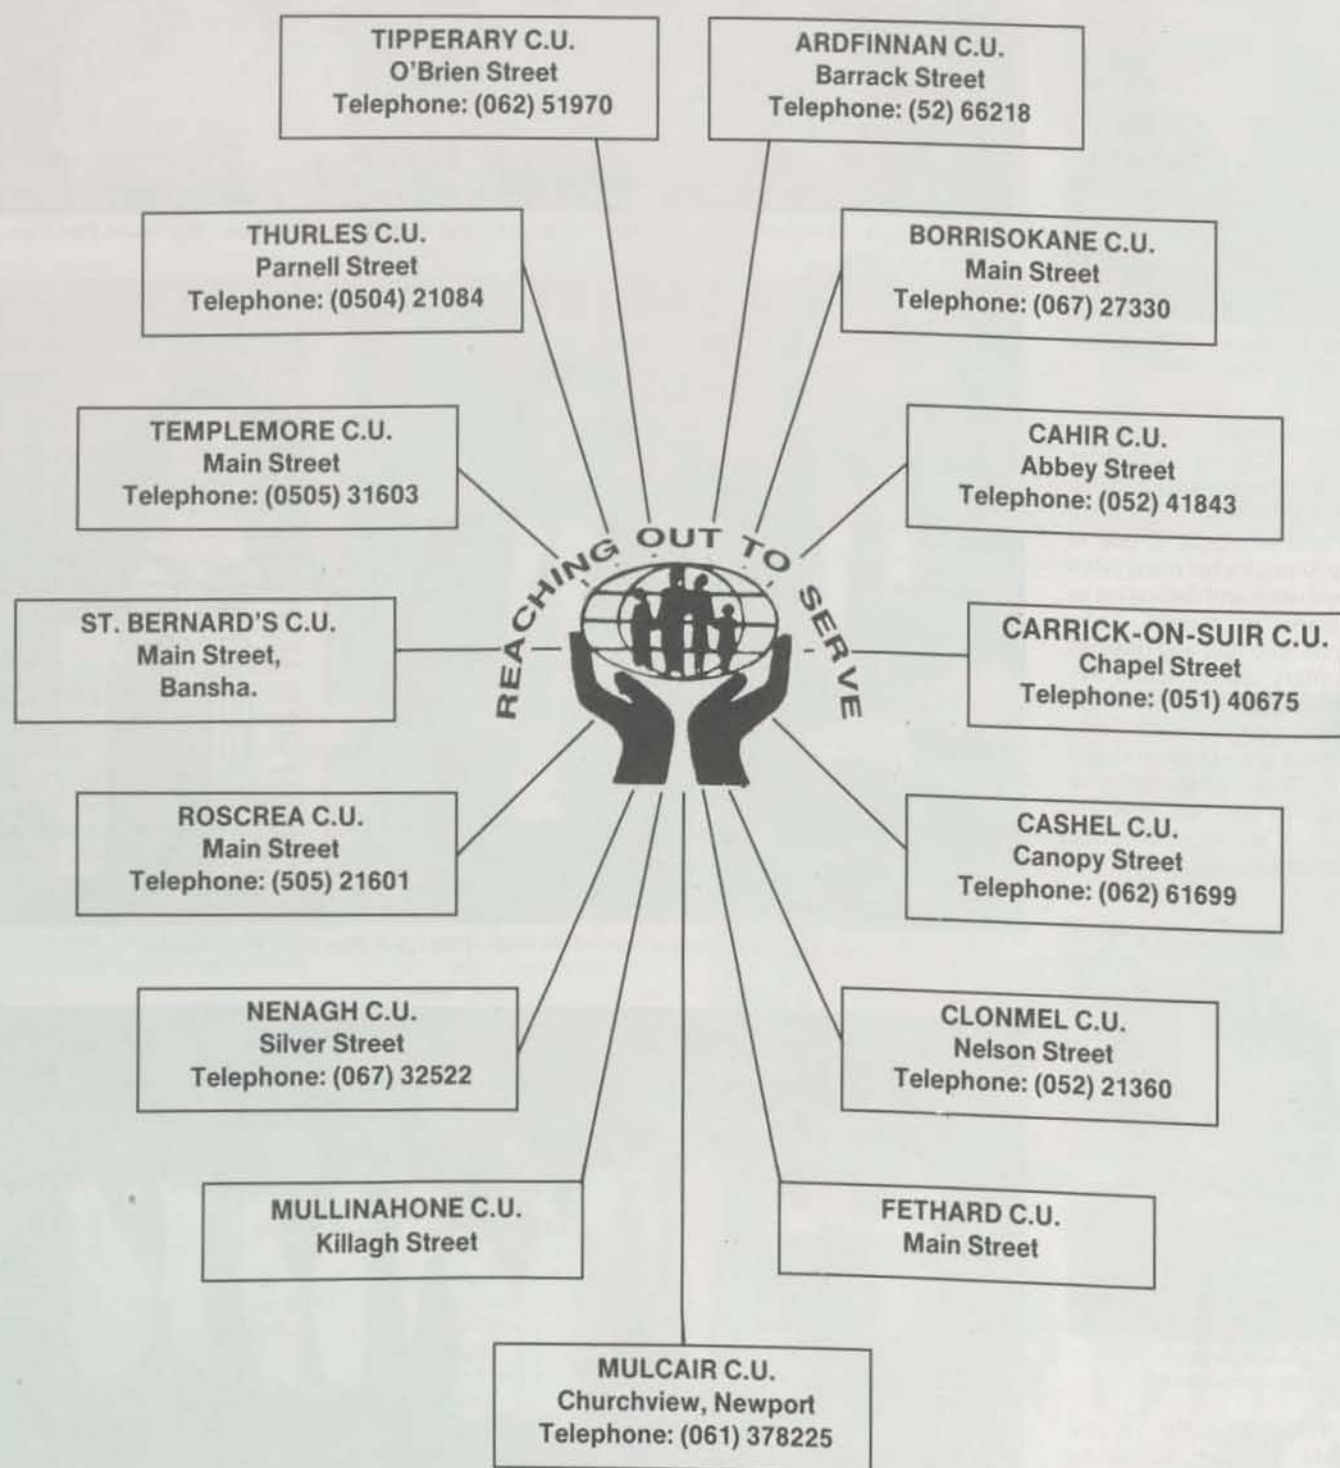 TIPPERARY C.U.
O'Brien Street
Telephone: (062) 51970
ARDFINNAN C.U.
Barrack Street
Telephone: (52) 66218
THURLES C.U.
Parnell Street
Telephone: (0504) 21084
BORRISOKANE C.U.
Main Street
Telephone: (067) 27330
TEMPLEMORE C.U.
Main Street
Telephone: (0505) 31603
CAHIR C.U.
Abbey Street
Telephone: (052) 41843
REACHING OUT TO SERVE
ST. BERNARD'S C.U.
Main Street,
Bansha.
CARRICK-ON-SUIR C.U.
Chapel Street
Telephone: (051) 40675
ROSCREA C.U.
Main Street
Telephone: (505) 21601
CASHEL C.U.
Canopy Street
Telephone: (062) 61699
NENAGH C.U.
Silver Street
Telephone: (067) 32522
CLONMEL C.U.
Nelson Street
Telephone: (052) 21360
MULLINAHONE C.U.
Killagh Street
FETHARD C.U.
Main Street
MULCAIR C.U.
Churchview, Newport
Telephone: (061) 378225